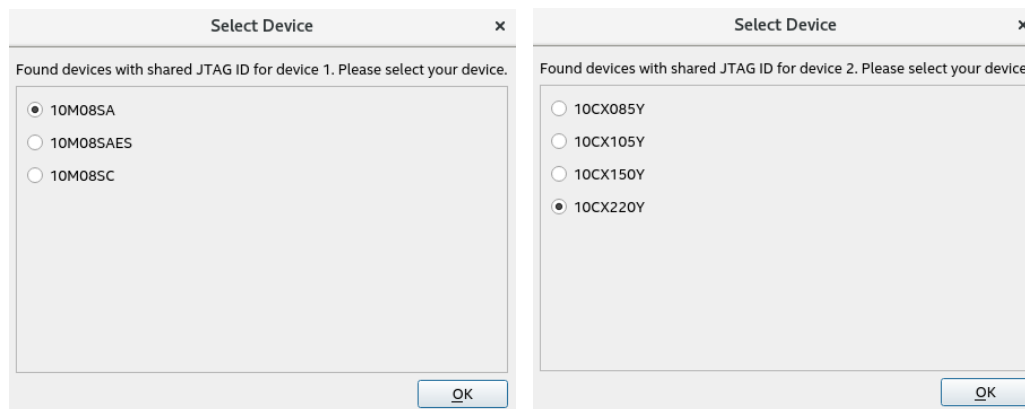 Select Device ×
Found devices with shared JTAG ID for device 1. Please select your device.
10M08SA
10M08SAES
10M08SC
OK
Select Device ×
Found devices with shared JTAG ID for device 2. Please select your device
10CX085Y
10CX105Y
10CX150Y
10CX220Y
OK